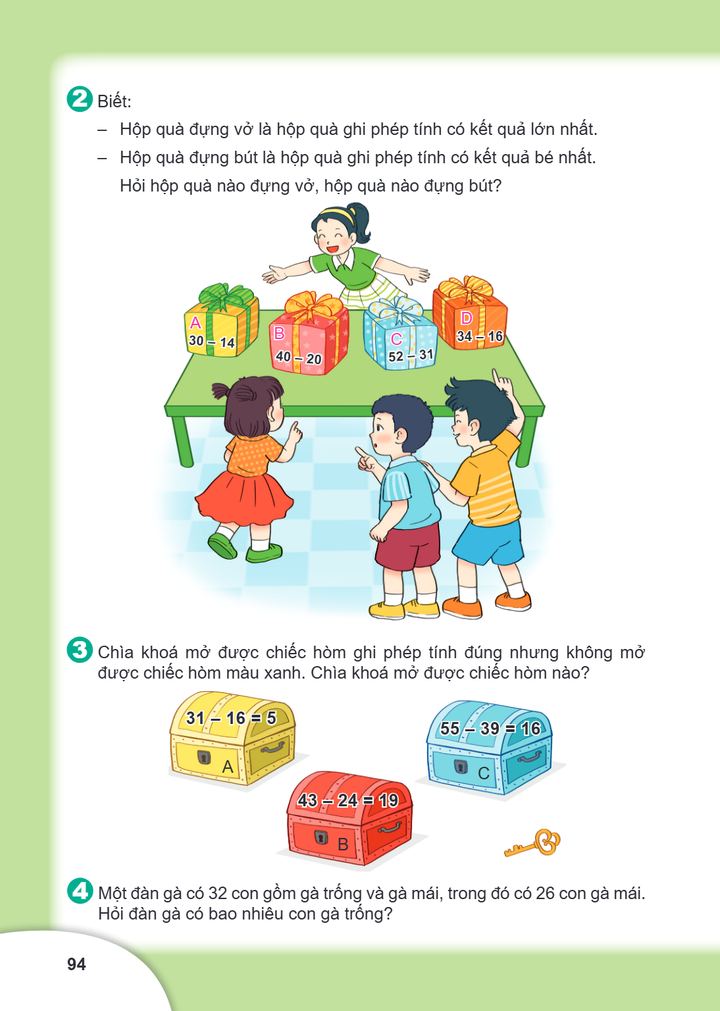 2 Biết:
– Hộp quà đựng vở là hộp quà ghi phép tính có kết quả lớn nhất.
– Hộp quà đựng bút là hộp quà ghi phép tính có kết quả bé nhất.
Hỏi hộp quà nào đựng vở, hộp quà nào đựng bút?
A
30 – 14
B
40 – 20
C
52 – 31
D
34 – 16
3 Chìa khoá mở được chiếc hòm ghi phép tính đúng nhưng không mở
được chiếc hòm màu xanh. Chìa khoá mở được chiếc hòm nào?
31 – 16 = 5
A
55 – 39 = 16
C
43 – 24 = 19
B
4 Một đàn gà có 32 con gồm gà trống và gà mái, trong đó có 26 con gà mái.
Hỏi đàn gà có bao nhiêu con gà trống?
94